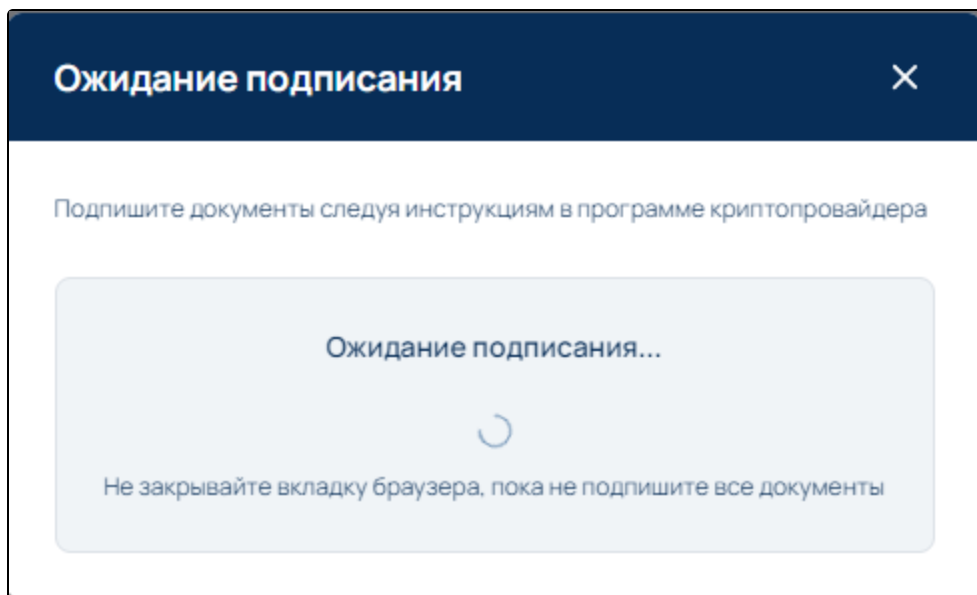 Ожидание подписания
Подпишите документы следуя инструкциям в программе криптопровайдера
Ожидание подписания...
Не закрывайте вкладку браузера, пока не подпишите все документы